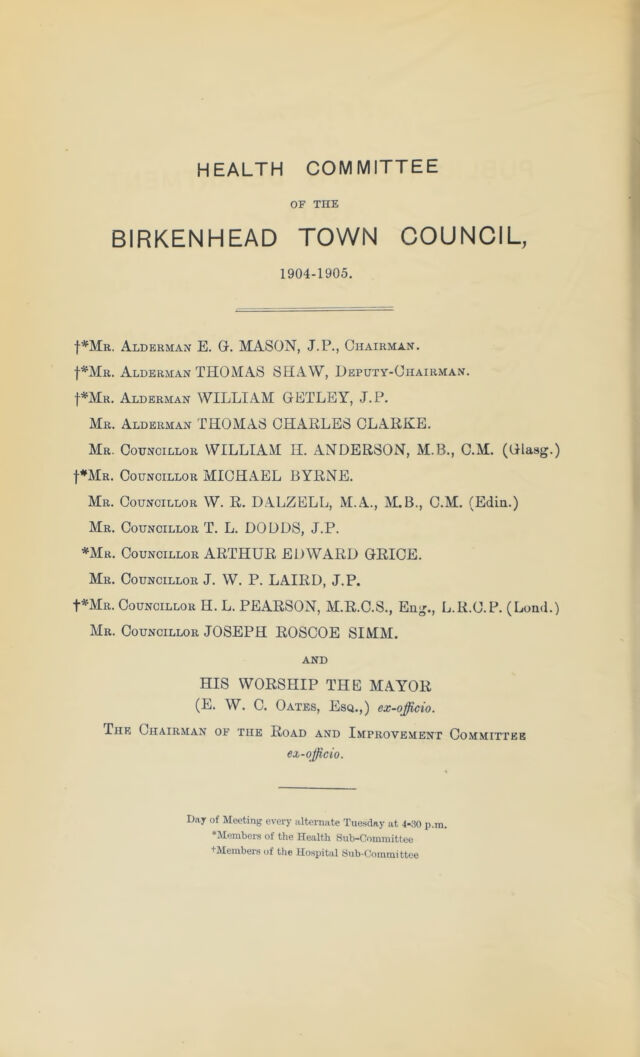 HEALTH COMMITTEE
OF THE
BIRKENHEAD TOWN COUNCIL,
1904-1905.
†*MR. ALDERMAN E. G. MASON, J.P., CHAIRMAN.
†*MR. ALDERMAN THOMAS SHAW, DEPUTY-CHAIRMAN.
†*MR. ALDERMAN WILLIAM GETLEY, J.P.
MR. ALDERMAN THOMAS CHARLES CLARKE.
MR. COUNCILLOR WILLIAM H. ANDERSON, M.B., C.M. (Glasg.)
†*MR. COUNCILLOR MICHAEL BYRNE.
MR. COUNCILLOR W. R. DALZELL, M.A., M.B., C.M. (Edin.)
MR. COUNCILLOR T. L. DODDS, J.P.
*MR. COUNCILLOR ARTHUR EDWARD GRICE.
MR. COUNCILLOR J. W. P. LAIRD, J.P.
†*MR. COUNCILLOR H. L. PEARSON, M.R.C.S., Eng., L.R.C.P. (Lond.)
MR. COUNCILLOR JOSEPH ROSCOE SIMM.
AND
HIS WORSHIP THE MAYOR
(E. W. C. OATES, ESQ.,) ex-officio.
THE CHAIRMAN OF THE ROAD AND IMPROVEMENT COMMITTEE
ex-officio.
Day of Meeting every alternate Tuesday at 4-30 p.m.
*Members of the Health Sub-Committee
†Members of the Hospital Sub-Committee